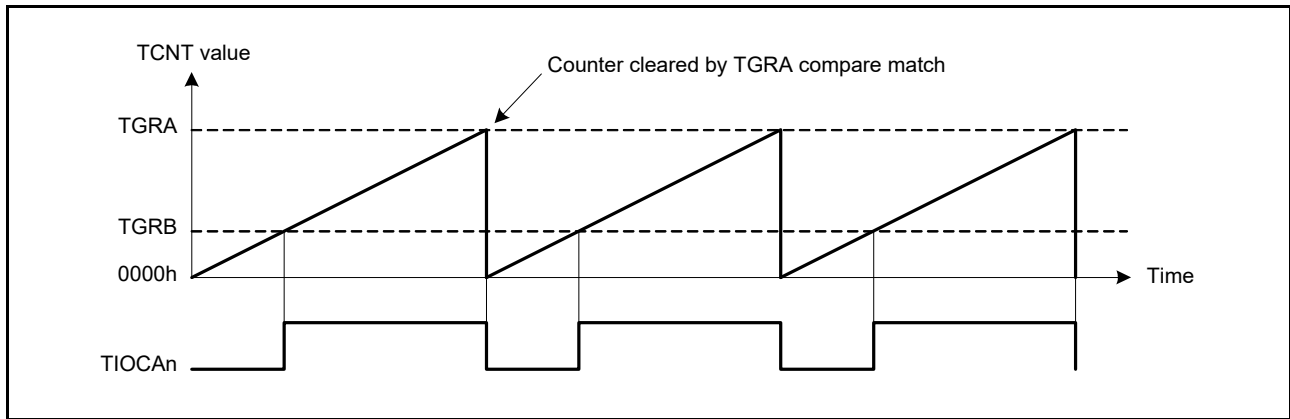 TCNT value
Counter cleared by TGRA compare match
TGRA
TGRB
0000h
Time
TIOCAn